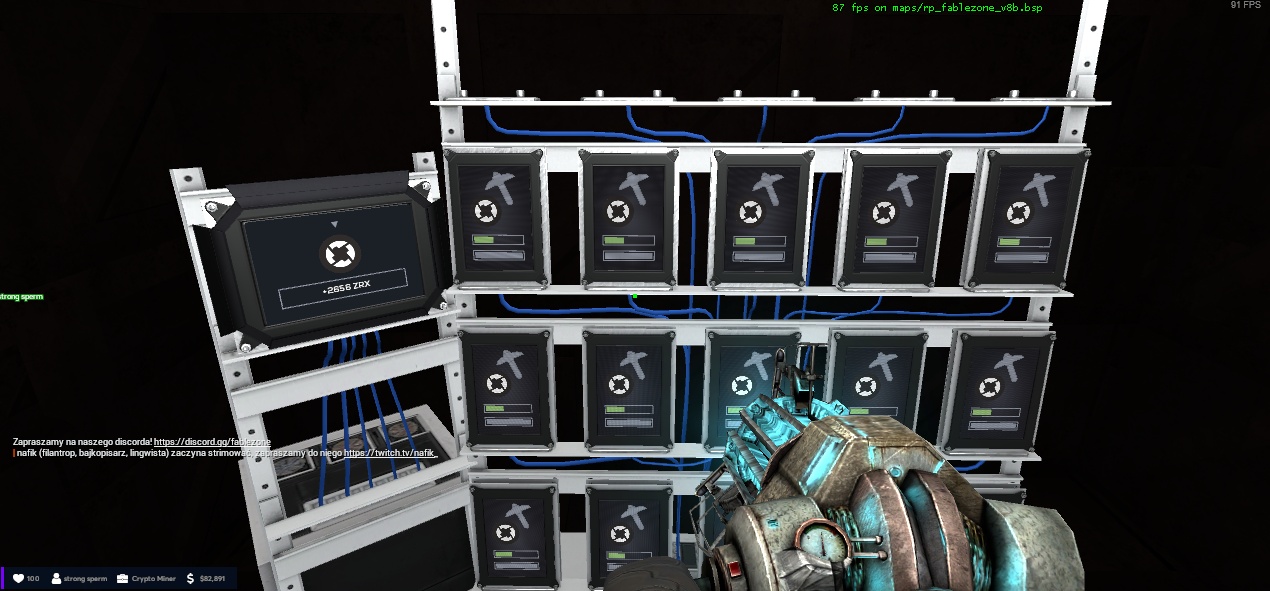 87 fps on maps/rp_fablezone_v8b.bsp
91 FPS
+2656 ZRX
strong sperm
Zapraszamy na naszego discorda! https://discord.gg/fablezone
| nafik (filantrop, bajkopisarz, lingwista) zaczyna strimować, zapraszamy do niego https://twitch.tv/nafik_
100 strong sperm Crypto Miner $ $82,891